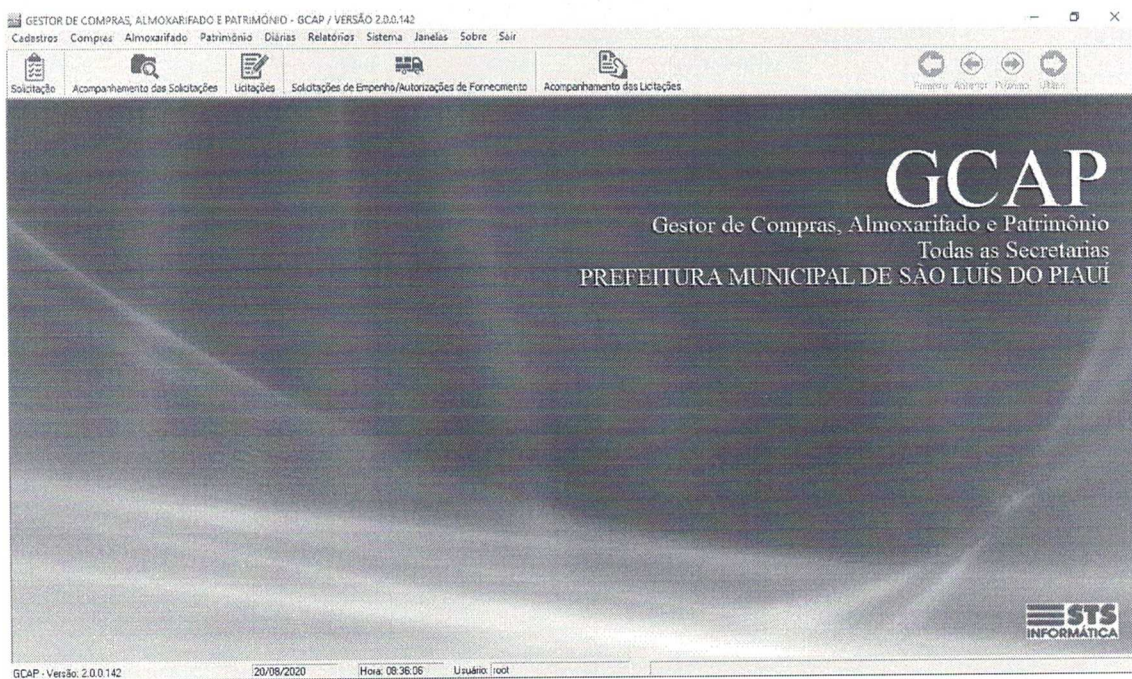 GESTOR DE COMPRAS, ALMOXARIFADO E PATRIMÔNIO - GCAP / VERSÃO 2.0.0.142
Cadastros Compras Almoxarifado Patrimônio Diárias Relatórios Sistema Janelas Sobre Sair
Solicitação Acompanhamento das Solicitações Licitações Solicitações de Empenho/Autorizações de Fornecimento Acompanhamento das Licitações Primeiro Anterior Próximo Último
GCAP
Gestor de Compras, Almoxarifado e Patrimônio
Todas as Secretarias
PREFEITURA MUNICIPAL DE SÃO LUÍS DO PIAUÍ
STS
INFORMÁTICA
GCAP - Versão: 2.0.0.142 20/08/2020 Hora: 08:36:06 Usuário: root